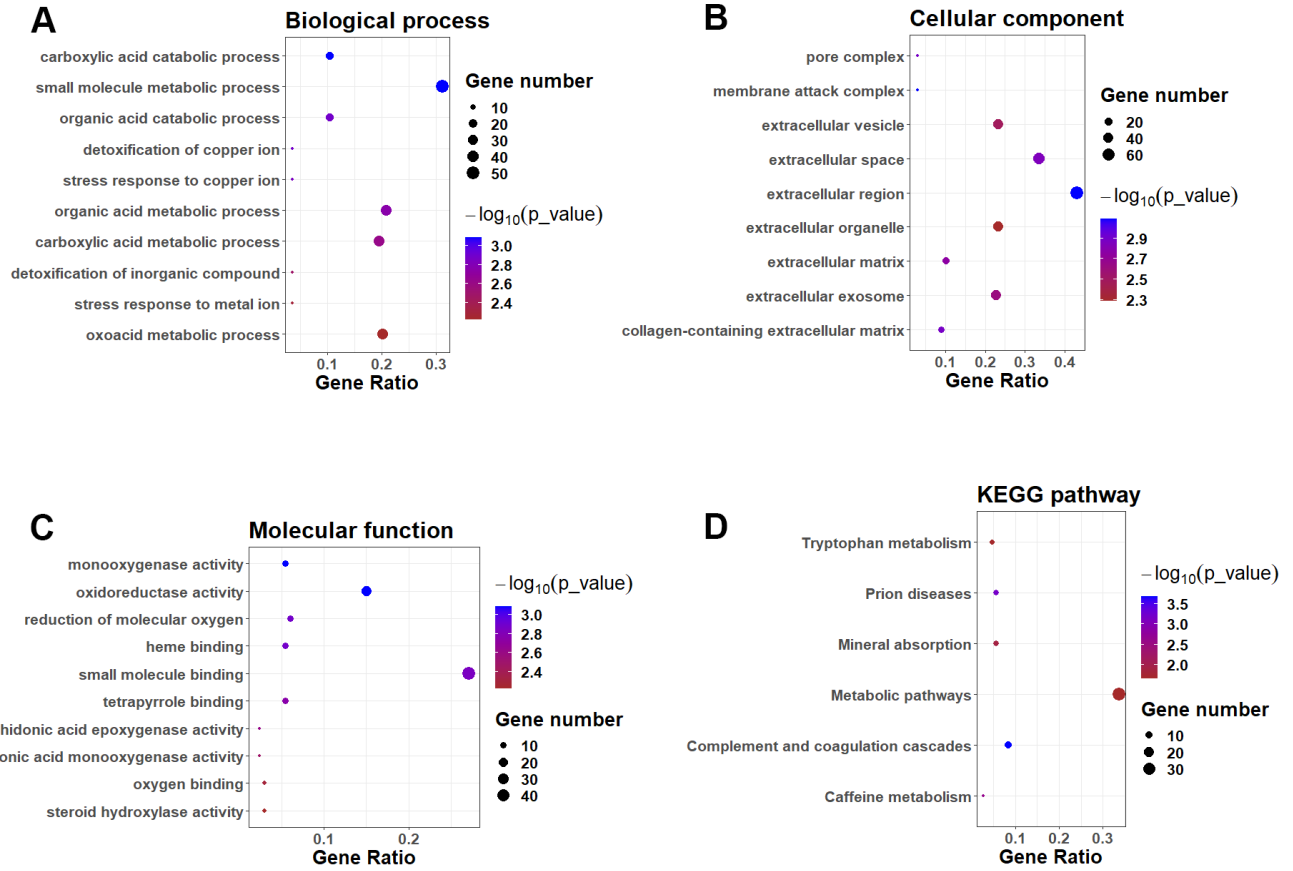 A
Biological process
carboxylic acid catabolic process
small molecule metabolic process
organic acid catabolic process
detoxification of copper ion
stress response to copper ion
organic acid metabolic process
carboxylic acid metabolic process
detoxification of inorganic compound
stress response to metal ion
oxoacid metabolic process
0.1 0.2 0.3
Gene Ratio
Gene number
10
20
30
40
50
−log10(p_value)
3.0
2.8
2.6
2.4
B
Cellular component
pore complex
membrane attack complex
extracellular vesicle
extracellular space
extracellular region
extracellular organelle
extracellular matrix
extracellular exosome
collagen-containing extracellular matrix
0.1 0.2 0.3 0.4
Gene Ratio
Gene number
20
40
60
−log10(p_value)
2.9
2.7
2.5
2.3
C
Molecular function
monooxygenase activity
oxidoreductase activity
reduction of molecular oxygen
heme binding
small molecule binding
tetrapyrrole binding
hidonic acid epoxygenase activity
onic acid monooxygenase activity
oxygen binding
steroid hydroxylase activity
0.1 0.2
Gene Ratio
−log10(p_value)
3.0
2.8
2.6
2.4
Gene number
10
20
30
40
D
KEGG pathway
Tryptophan metabolism
Prion diseases
Mineral absorption
Metabolic pathways
Complement and coagulation cascades
Caffeine metabolism
0.1 0.2 0.3
Gene Ratio
−log10(p_value)
3.5
3.0
2.5
2.0
Gene number
10
20
30